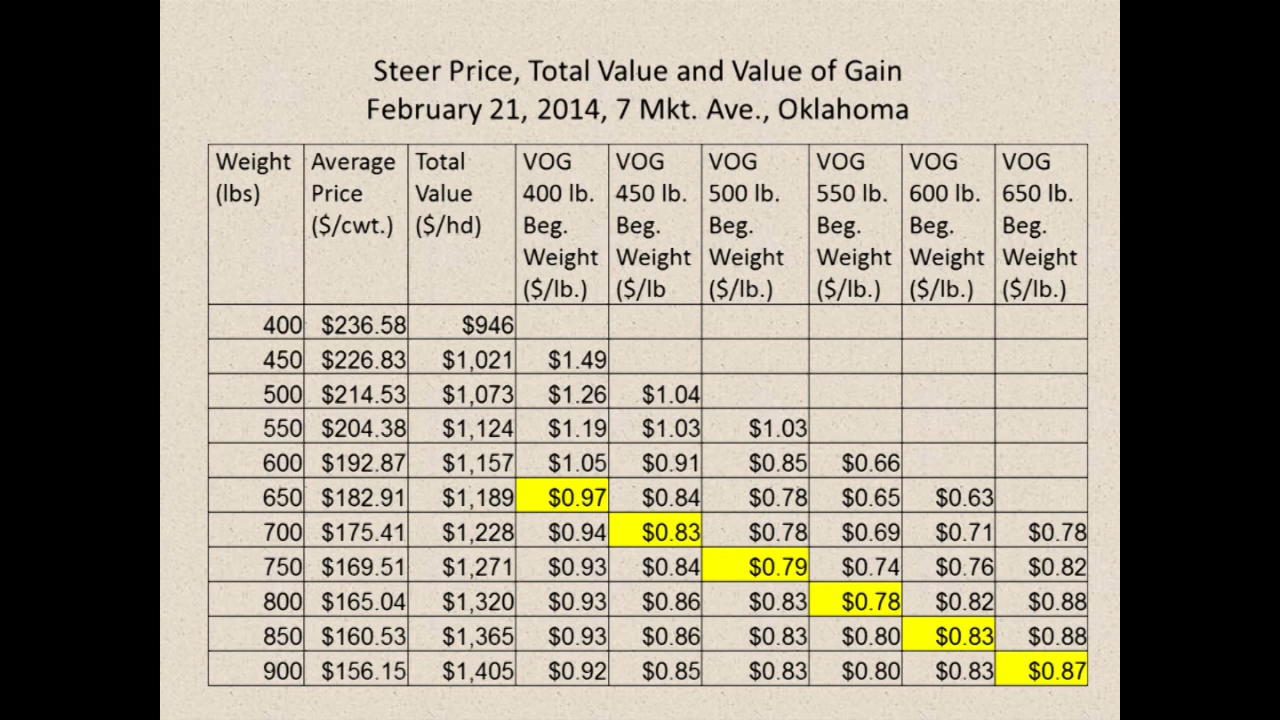 Steer Price, Total Value and Value of Gain
February 21, 2014, 7 Mkt. Ave., Oklahoma
Weight Average Total VOG VOG VOG VOG VOG VOG
(lbs) Price Value 400 lb. 450 lb. 500 lb. 550 lb. 600 lb. 650 lb.
($/cwt.) ($/hd) Beg. Beg. Beg. Beg. Beg. Beg.
Weight Weight Weight Weight Weight Weight
($/lb.) ($/lb ($/lb.) ($/lb.) ($/lb.) ($/lb.)
400 $236.58 $946
450 $226.83 $1,021 $1.49
500 $214.53 $1,073 $1.26 $1.04
550 $204.38 $1,124 $1.19 $1.03 $1.03
600 $192.87 $1,157 $1.05 $0.91 $0.85 $0.66
650 $182.91 $1,189 $0.97 $0.84 $0.78 $0.65 $0.63
700 $175.41 $1,228 $0.94 $0.83 $0.78 $0.69 $0.71 $0.78
750 $169.51 $1,271 $0.93 $0.84 $0.79 $0.74 $0.76 $0.82
800 $165.04 $1,320 $0.93 $0.86 $0.83 $0.78 $0.82 $0.88
850 $160.53 $1,365 $0.93 $0.86 $0.83 $0.80 $0.83 $0.88
900 $156.15 $1,405 $0.92 $0.85 $0.83 $0.80 $0.83 $0.87